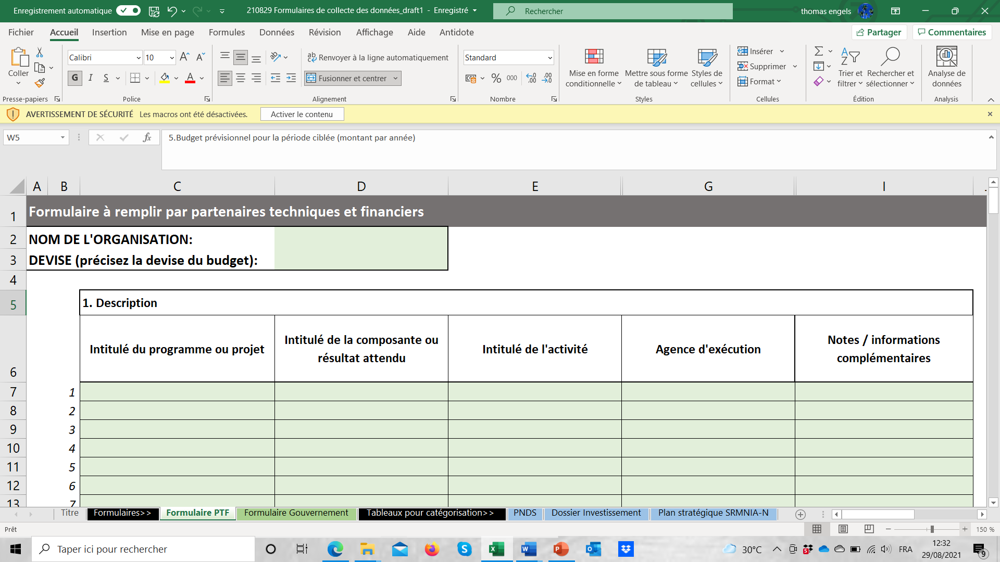 Enregistrement automatique 210829 Formulaires de collecte des données_draft1 - Enregistré Rechercher thomas engels
Fichier Accueil Insertion Mise en page Formules Données Révision Affichage Aide Antidote Partager Commentaires
Coller Calibri 10 Renvoyer à la ligne automatiquement Standard Mise en forme conditionnelle Mettre sous forme de tableau Styles de cellules Insérer Trier et filtrer Rechercher et sélectionner Analyse de données
G I S Fusionner et centrer % 000 Supprimer
Format
Presse-papiers Police Alignement Nombre Styles Cellules Édition Analysis
AVERTISSEMENT DE SÉCURITÉ Les macros ont été désactivées. Activer le contenu
W5 fx 5.Budget prévisionnel pour la période ciblée (montant par année)
A B C D E G I
1 Formulaire à remplir par partenaires techniques et financiers
2 NOM DE L'ORGANISATION:
3 DEVISE (précisez la devise du budget):
4
5 1. Description
6 Intitulé du programme ou projet Intitulé de la composante ou résultat attendu Intitulé de l'activité Agence d'exécution Notes / informations complémentaires
7 1
8 2
9 3
10 4
11 5
12 6
13 7
Titre Formulaires>> Formulaire PTF Formulaire Gouvernement Tableaux pour catégorisation>> PNDS Dossier Investissement Plan stratégique SRMNIA-N
Prêt 150 %
Taper ici pour rechercher 30°C FRA 12:32
29/08/2021 9